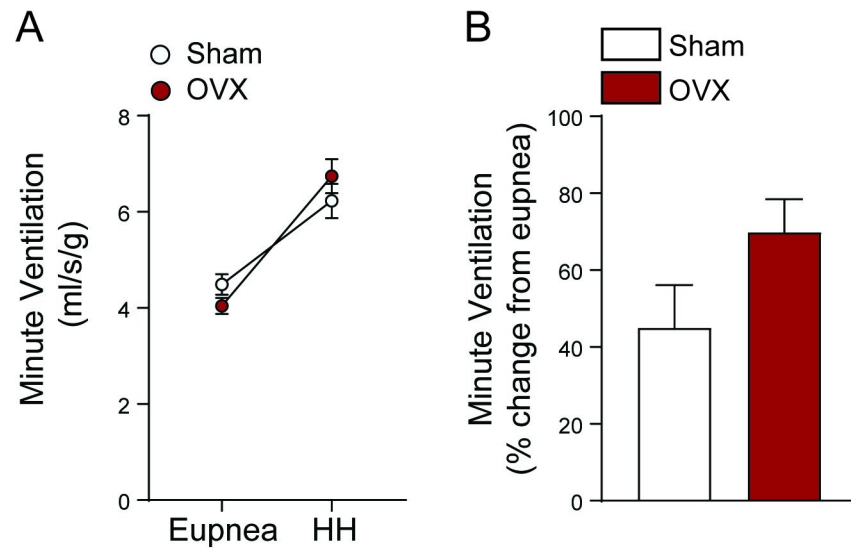 A
Sham
OVX
Minute Ventilation
(ml/s/g)
8
6
4
2
0
Eupnea HH
B
Sham
OVX
Minute Ventilation
(% change from eupnea)
100
80
60
40
20
0